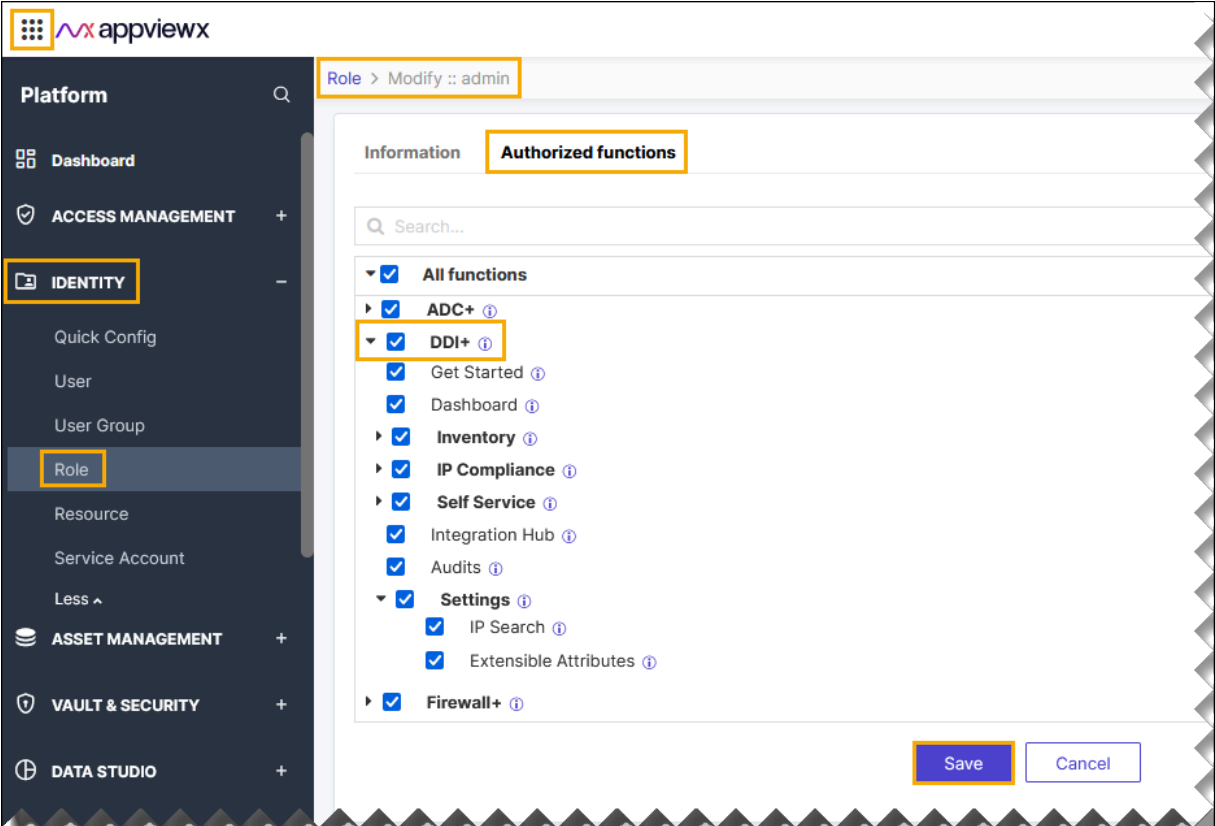 appviewx
Platform
Dashboard
ACCESS MANAGEMENT +
IDENTITY −
Quick Config
User
User Group
Role
Resource
Service Account
Less
ASSET MANAGEMENT +
VAULT & SECURITY +
DATA STUDIO +
Role > Modify :: admin
Information Authorized functions
Search...
All functions
ADC+
DDI+
Get Started
Dashboard
Inventory
IP Compliance
Self Service
Integration Hub
Audits
Settings
IP Search
Extensible Attributes
Firewall+
Save Cancel